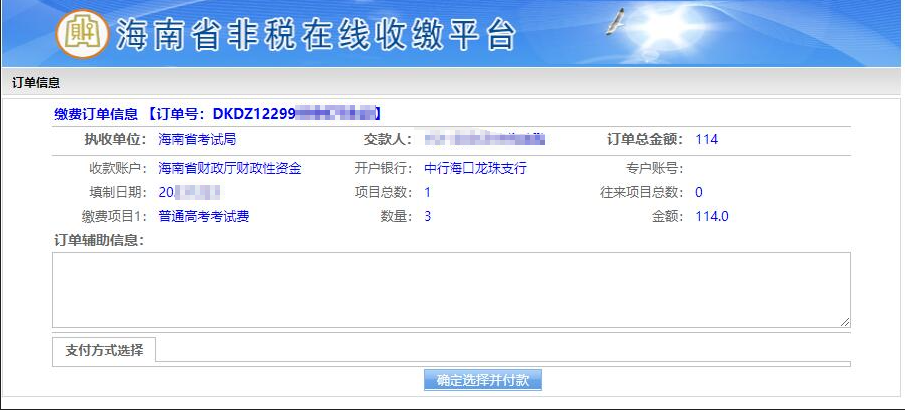 海南省非税在线收缴平台
订单信息
缴费订单信息 【订单号：DKDZ12299 】
执收单位： 海南省考试局 交款人： 订单总金额： 114
收款账户： 海南省财政厅财政性资金 开户银行： 中行海口龙珠支行 专户账号：
填制日期： 20 项目总数： 1 往来项目总数： 0
缴费项目1： 普通高考考试费 数量： 3 金额： 114.0
订单辅助信息：
支付方式选择
确定选择并付款